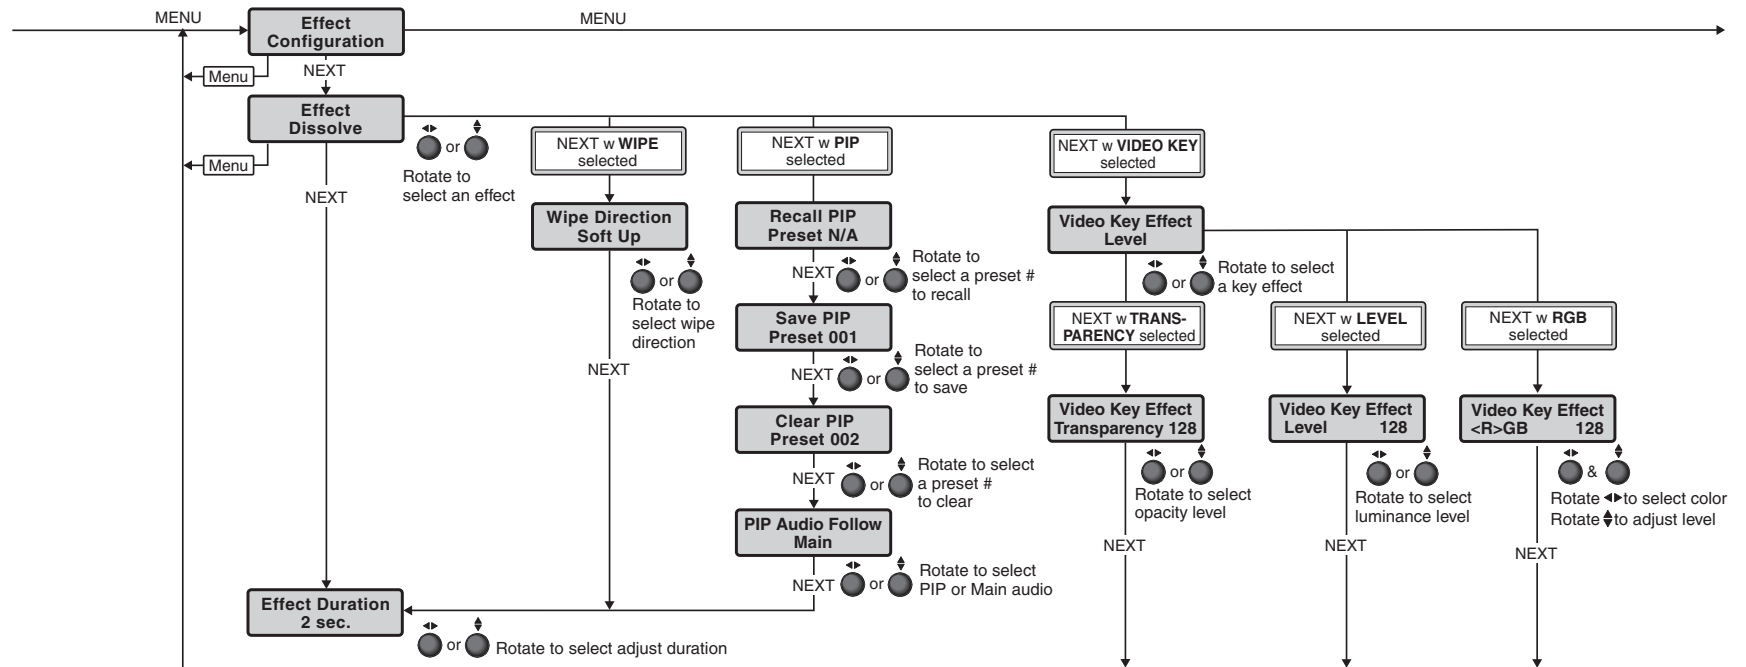 MENU
Effect
Configuration
MENU
Menu
NEXT
Effect
Dissolve
Menu
NEXT
or
Rotate to
select an effect
NEXT w WIPE
selected
Wipe Direction
Soft Up
or
Rotate to
select wipe
direction
NEXT
NEXT w PIP
selected
Recall PIP
Preset N/A
NEXT
or
Rotate to
select a preset #
to recall
Save PIP
Preset 001
NEXT
or
Rotate to
select a preset #
to save
Clear PIP
Preset 002
NEXT
or
Rotate to select
a preset #
to clear
PIP Audio Follow
Main
NEXT
or
Rotate to select
PIP or Main audio
Effect Duration
2 sec.
or
Rotate to select adjust duration
NEXT w VIDEO KEY
selected
Video Key Effect
Level
or
Rotate to select
a key effect
NEXT w TRANS-
PARENCY selected
Video Key Effect
Transparency 128
or
Rotate to select
opacity level
NEXT
NEXT w LEVEL
selected
Video Key Effect
Level 128
or
Rotate to select
luminance level
NEXT
NEXT w RGB
selected
Video Key Effect
<R>GB 128
&
Rotate ◄►to select color
Rotate ▲▼to adjust level
NEXT